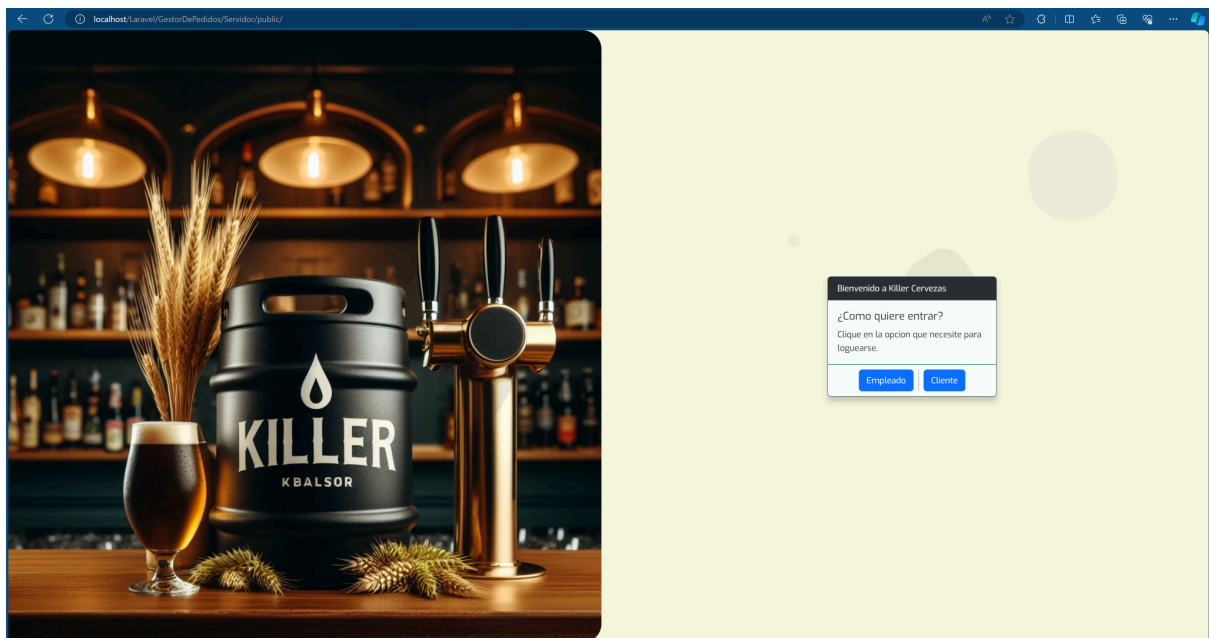 localhost/Laravel/GestorDePedidos/Servidor/public/
KILLER
KBALSOR
Bienvenido a Killer Cervezas
¿Como quiere entrar?
Clique en la opcion que necesite para
loguearse.
Empleado
Cliente